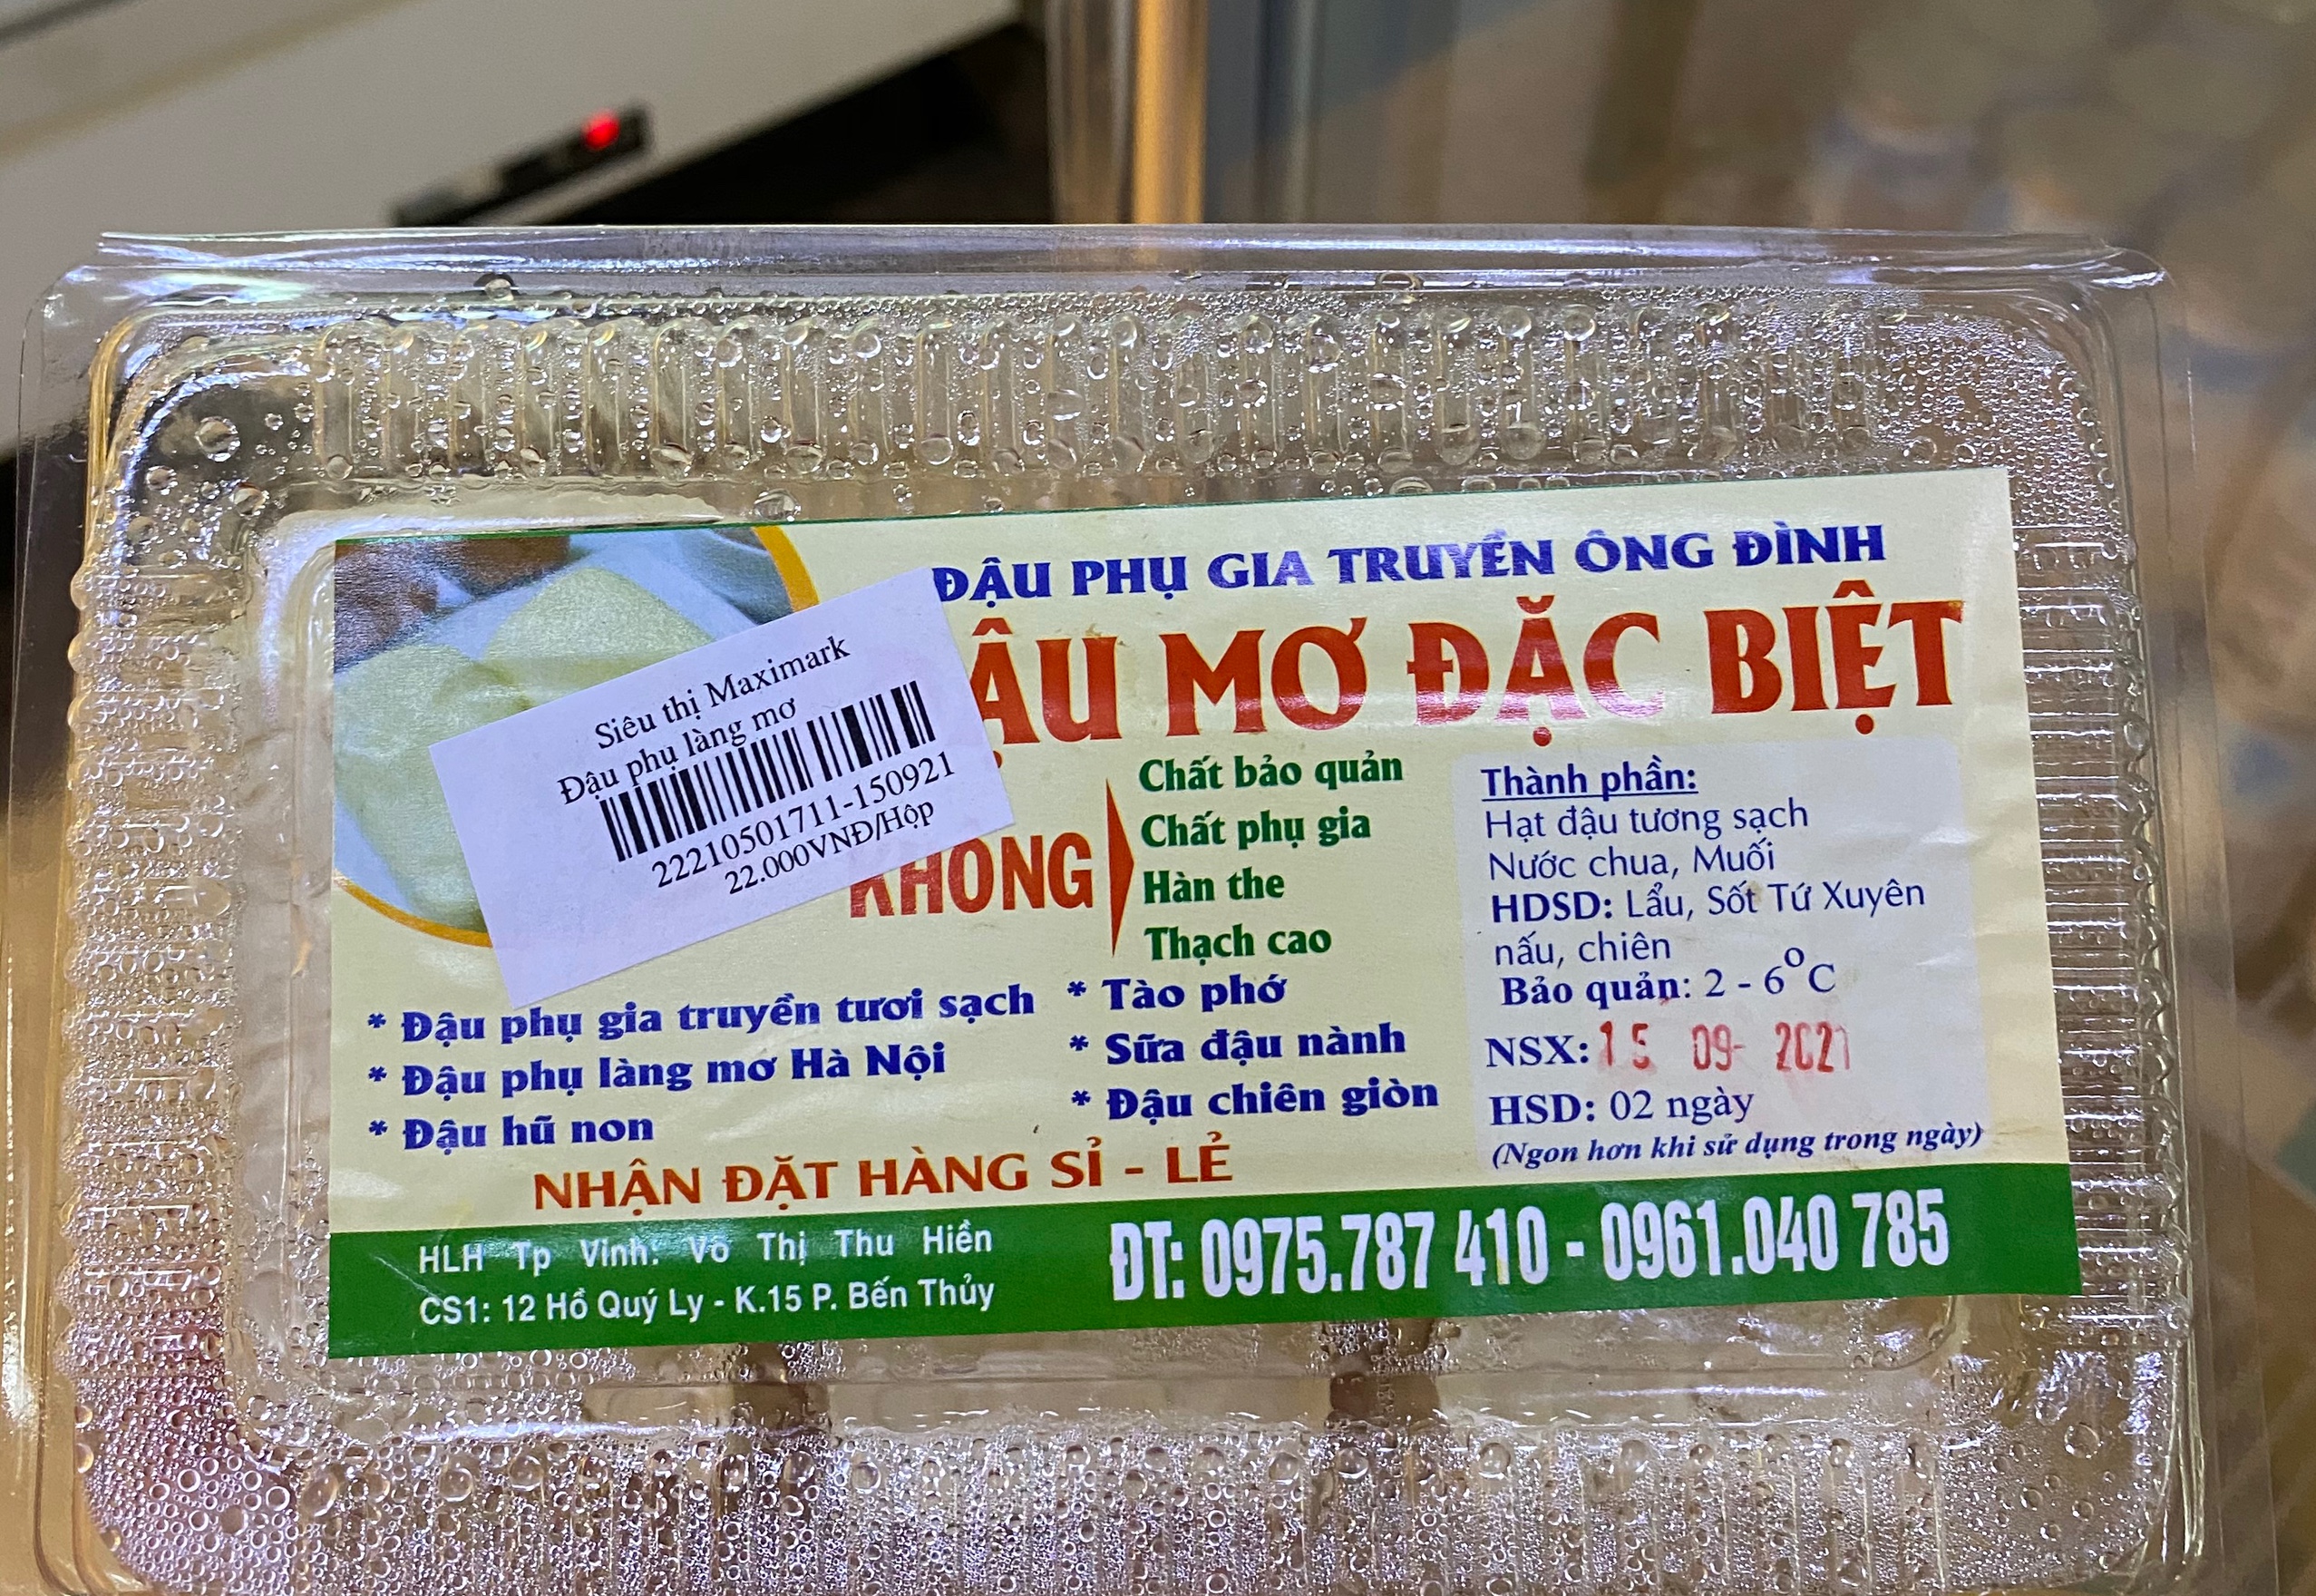 ĐẬU PHỤ GIA TRUYỀN ÔNG ĐÌNH
ẬU MƠ ĐẶC BIỆT
Siêu thị Maximark
Đậu phụ làng mơ
22210501711-150921
22.000VNĐ/Hộp
KHÔNG
Chất bảo quản
Chất phụ gia
Hàn the
Thạch cao
Thành phần:
Hạt đậu tương sạch
Nước chua, Muối
HDSD: Lẩu, Sốt Tứ Xuyên
nấu, chiên
Bảo quản: 2 - 6°C
NSX: 15 09- 2021
HSD: 02 ngày
(Ngon hơn khi sử dụng trong ngày)
* Đậu phụ gia truyền tươi sạch
* Đậu phụ làng mơ Hà Nội
* Đậu hũ non
* Tào phớ
* Sữa đậu nành
* Đậu chiên giòn
NHẬN ĐẶT HÀNG SỈ - LẺ
HLH Tp Vinh: Võ Thị Thu Hiền
CS1: 12 Hồ Quý Ly - K.15 P. Bến Thủy
ĐT: 0975.787 410 - 0961.040 785